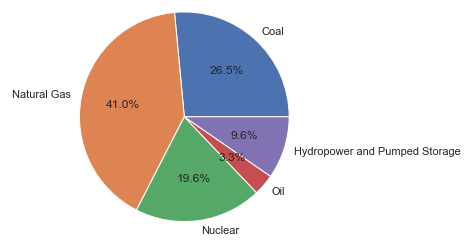 Coal
26.5%
Natural Gas
41.0%
9.6%
Hydropower and Pumped Storage
3.3%
19.6%
Oil
Nuclear